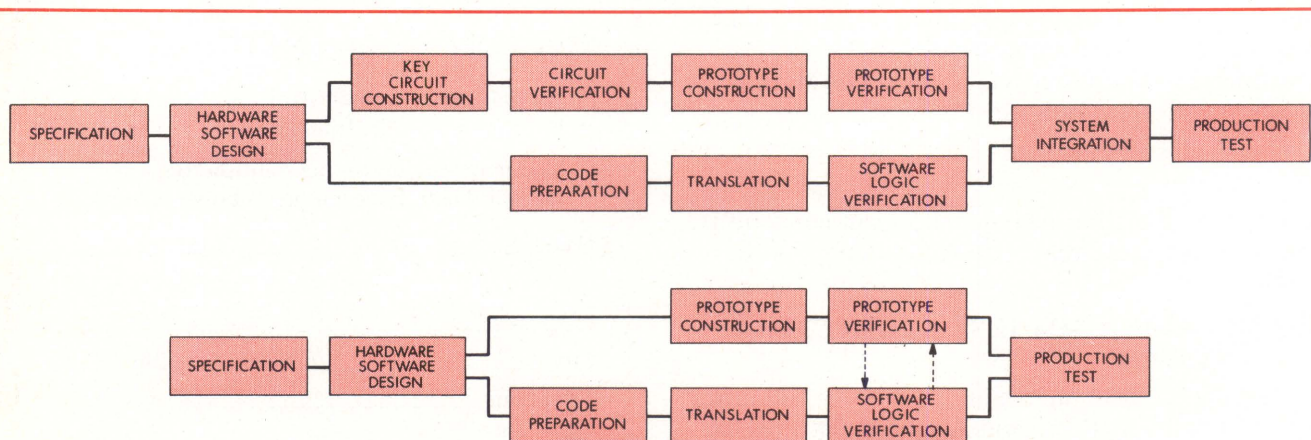 SPECIFICATION
HARDWARE
SOFTWARE
DESIGN
KEY
CIRCUIT
CONSTRUCTION
CIRCUIT
VERIFICATION
PROTOTYPE
CONSTRUCTION
PROTOTYPE
VERIFICATION
CODE
PREPARATION
TRANSLATION
SOFTWARE
LOGIC
VERIFICATION
SYSTEM
INTEGRATION
PRODUCTION
TEST
SPECIFICATION
HARDWARE
SOFTWARE
DESIGN
PROTOTYPE
CONSTRUCTION
PROTOTYPE
VERIFICATION
CODE
PREPARATION
TRANSLATION
SOFTWARE
LOGIC
VERIFICATION
PRODUCTION
TEST